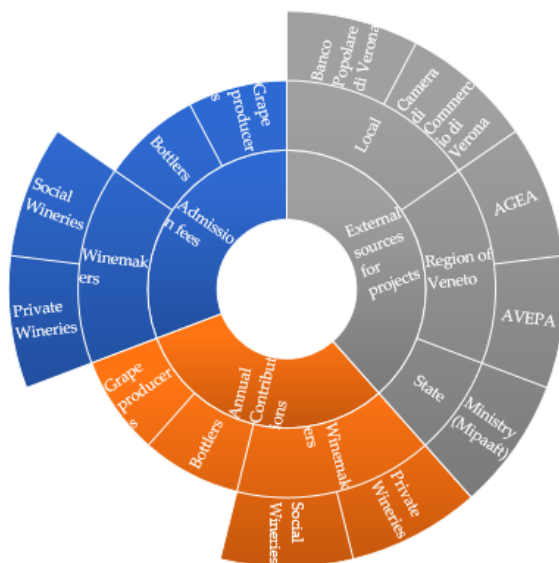 Banco
Popolare
di Verona
Camera
di
Commerc
io di
Verona
Local
External
sources
for
projects
AGEA
Region of
Veneto
AVEPA
State
Ministry
(Mipaaft)
Annual
Contribut
ions
Winemak
ers
Private
Wineries
Social
Wineries
Bottlers
Grape
producer
s
Admissio
n fees
Winemak
ers
Private
Wineries
Social
Wineries
Bottlers
Grape
producer
s